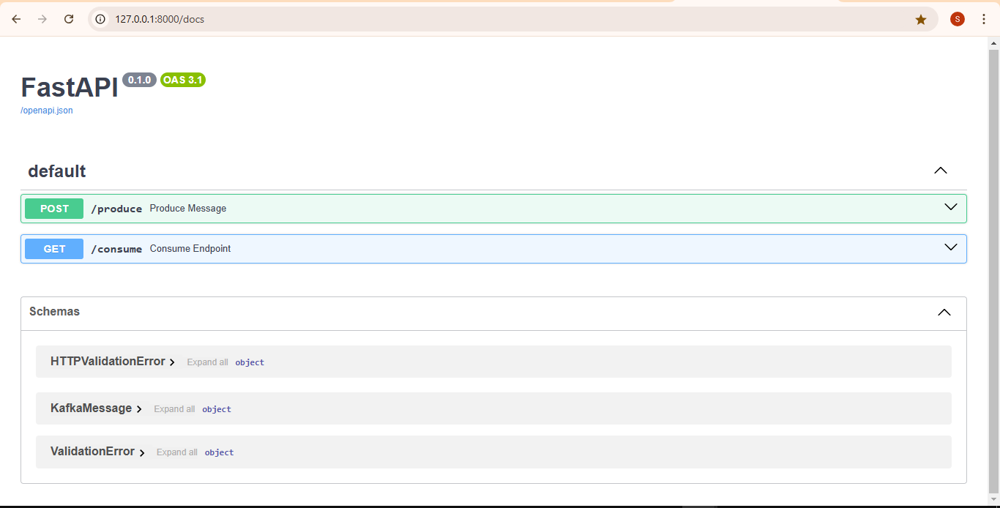 127.0.0.1:8000/docs
S
FastAPI 0.1.0 OAS 3.1
/openapi.json
default
POST /produce Produce Message
GET /consume Consume Endpoint
Schemas
HTTPValidationError Expand all object
KafkaMessage Expand all object
ValidationError Expand all object